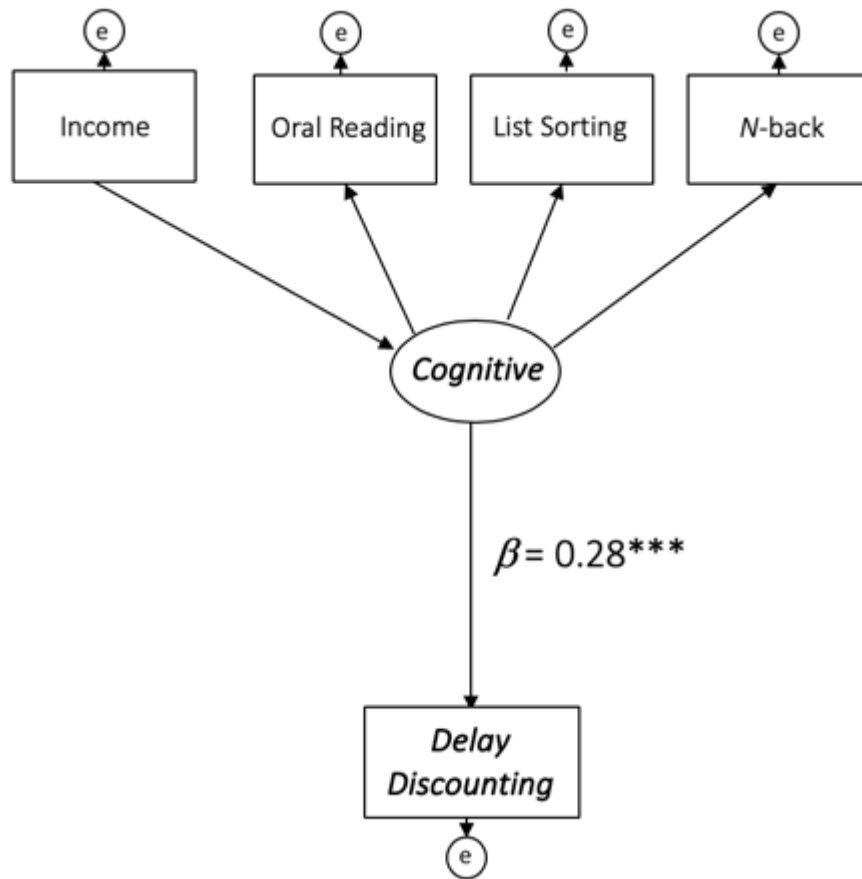 e
e
e
e
Income
Oral Reading
List Sorting
N-back
Cognitive
β = 0.28***
Delay
Discounting
e